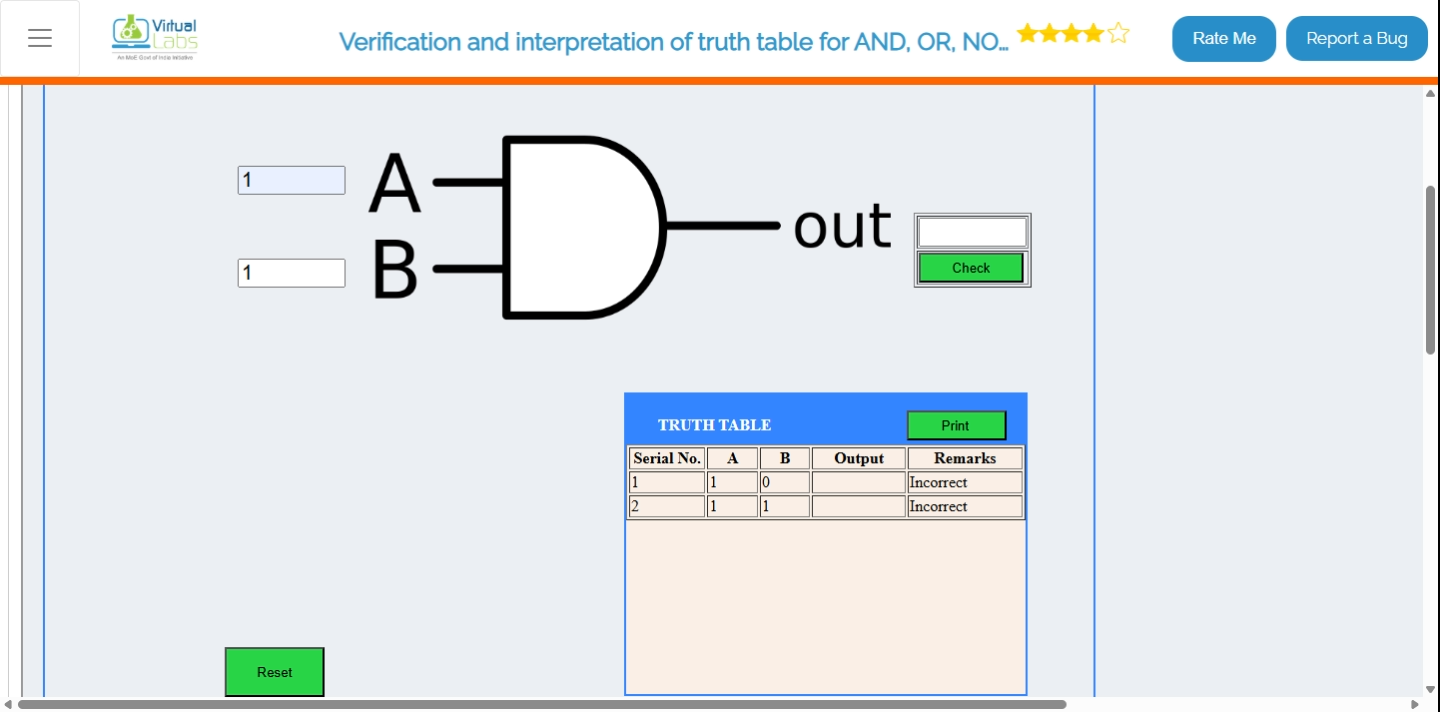 Virtual
Labs
An MoE Govt of India Initiative
Verification and interpretation of truth table for AND, OR, NO...
Rate Me
Report a Bug
1
A
1
B
out
Check
TRUTH TABLE
Print
Serial No. A B Output Remarks
1 1 0 Incorrect
2 1 1 Incorrect
Reset